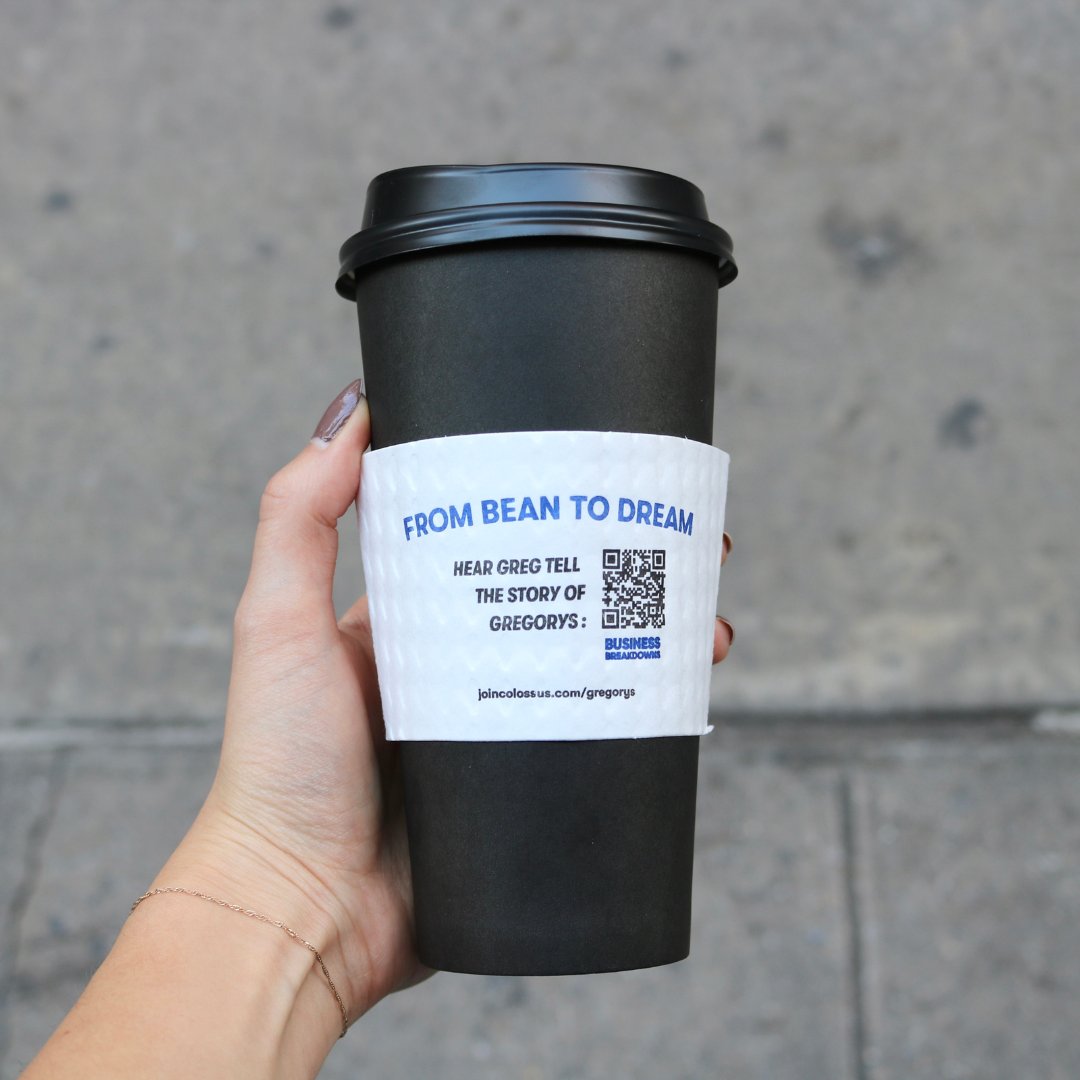 FROM BEAN TO DREAM
HEAR GREG TELL
THE STORY OF
GREGORYS:
BUSINESS
BREAKDOWNS
joincolossus.com/gregorys